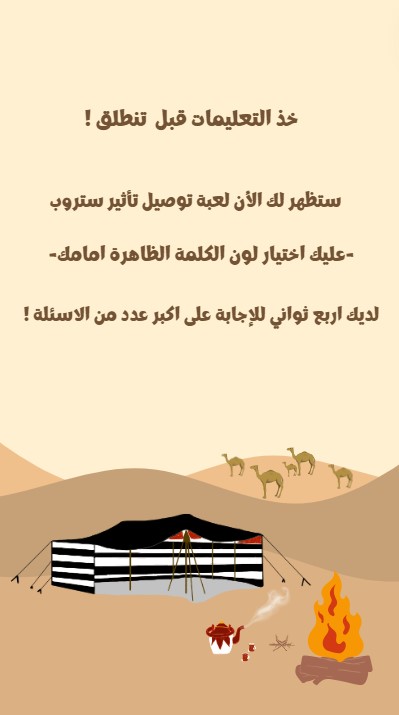 خذ التعليمات قبل تنطلق !
ستظهر لك الأن لعبة توصيل تأثير ستروب
-عليك اختيار لون الكلمة الظاهرة امامك-
لديك اربع ثواني للإجابة على اكبر عدد من الاسئلة !